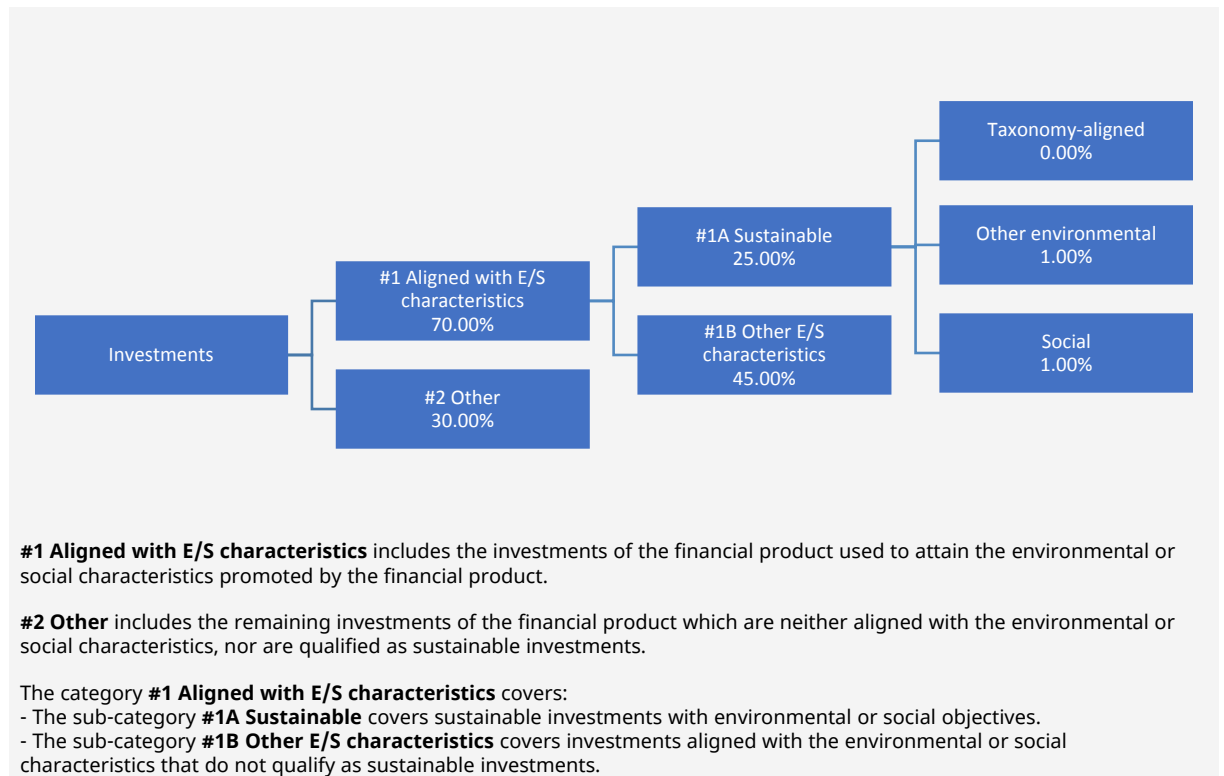 Investments
#1 Aligned with E/S
characteristics
70.00%
#2 Other
30.00%
#1A Sustainable
25.00%
#1B Other E/S
characteristics
45.00%
Taxonomy-aligned
0.00%
Other environmental
1.00%
Social
1.00%
#1 Aligned with E/S characteristics includes the investments of the financial product used to attain the environmental or
social characteristics promoted by the financial product.
#2 Other includes the remaining investments of the financial product which are neither aligned with the environmental or
social characteristics, nor are qualified as sustainable investments.
The category #1 Aligned with E/S characteristics covers:
- The sub-category #1A Sustainable covers sustainable investments with environmental or social objectives.
- The sub-category #1B Other E/S characteristics covers investments aligned with the environmental or social
characteristics that do not qualify as sustainable investments.